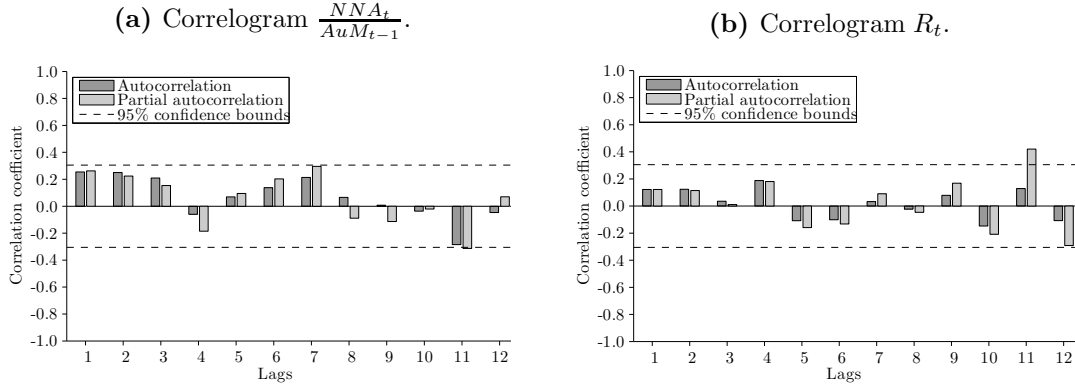 (a) Correlogram $\frac{NNA_t}{AuM_{t-1}}$.
1.0
0.8
0.6
0.4
0.2
0.0
-0.2
-0.4
-0.6
-0.8
-1.0
Correlation coefficient
Autocorrelation
Partial autocorrelation
95% confidence bounds
1 2 3 4 5 6 7 8 9 10 11 12
Lags
(b) Correlogram $R_t$.
1.0
0.8
0.6
0.4
0.2
0.0
-0.2
-0.4
-0.6
-0.8
-1.0
Correlation coefficient
Autocorrelation
Partial autocorrelation
95% confidence bounds
1 2 3 4 5 6 7 8 9 10 11 12
Lags